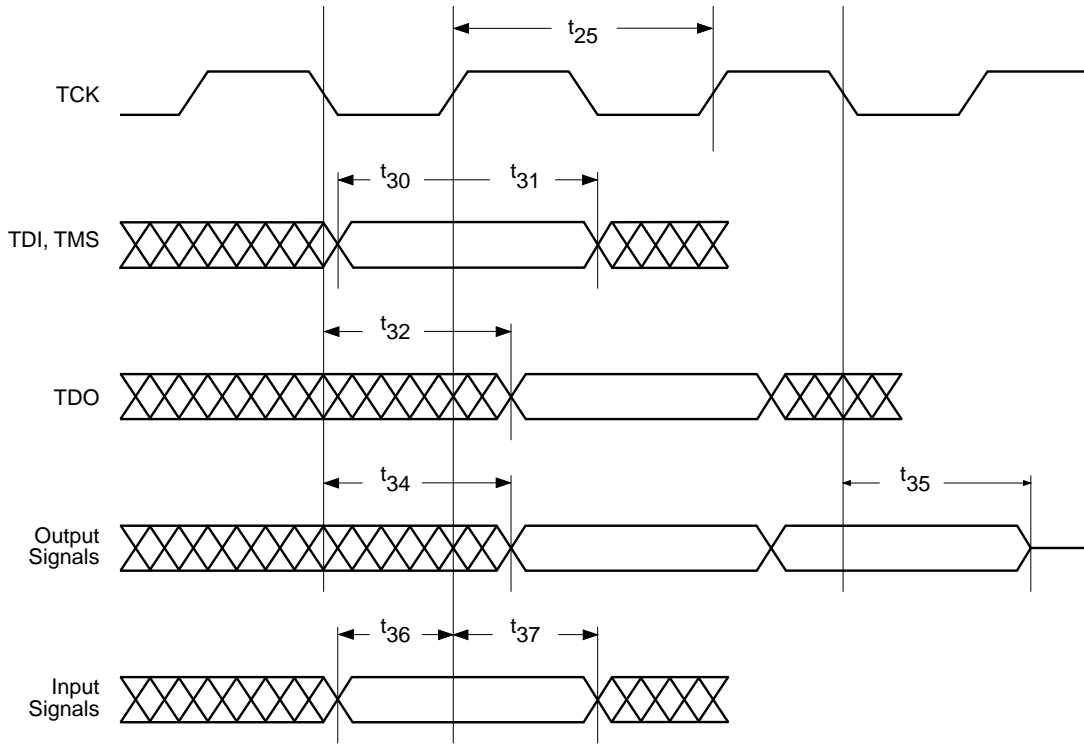 t25
TCK
t30 t31
TDI, TMS
t32
TDO
t34 t35
Output
Signals
t36 t37
Input
Signals